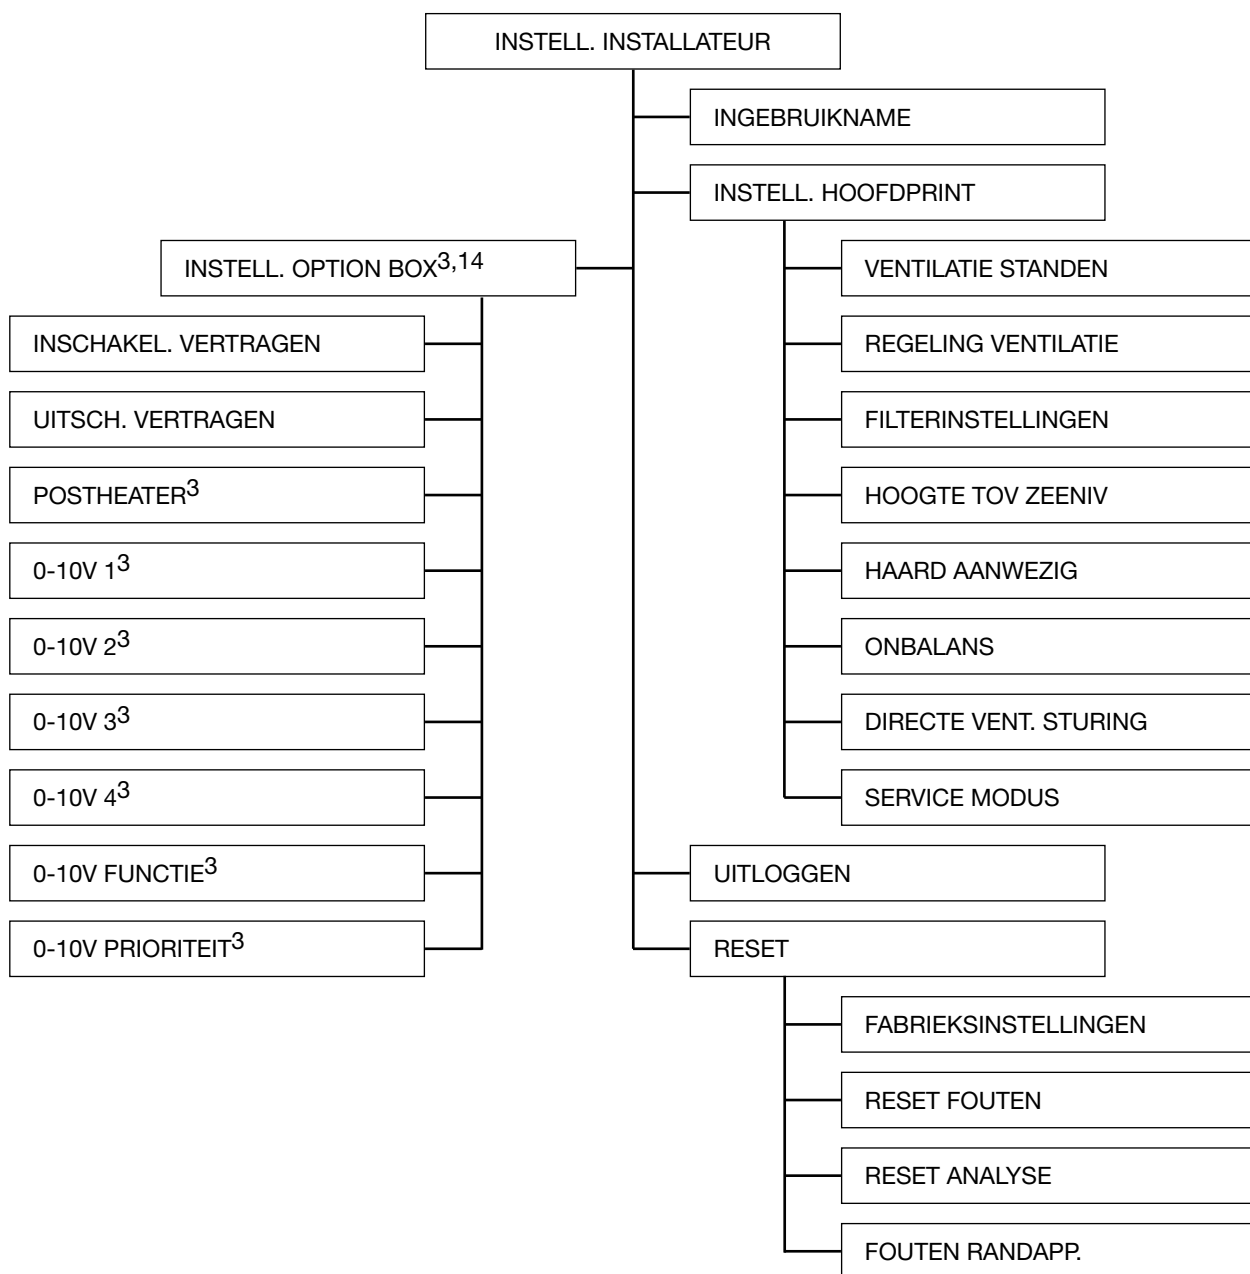 INSTELL. INSTALLATEUR
INGEBRUIKNAME
INSTELL. HOOFDPRINT
VENTILATIE STANDEN
REGELING VENTILATIE
FILTERINSTELLINGEN
HOOGTE TOV ZEENIV
HAARD AANWEZIG
ONBALANS
DIRECTE VENT. STURING
SERVICE MODUS
INSTELL. OPTION BOX3,14
INSCHAKEL. VERTRAGEN
UITSCH. VERTRAGEN
POSTHEATER3
0-10V 13
0-10V 23
0-10V 33
0-10V 43
0-10V FUNCTIE3
0-10V PRIORITEIT3
UITLOGGEN
RESET
FABRIEKSINSTELLINGEN
RESET FOUTEN
RESET ANALYSE
FOUTEN RANDAPP.